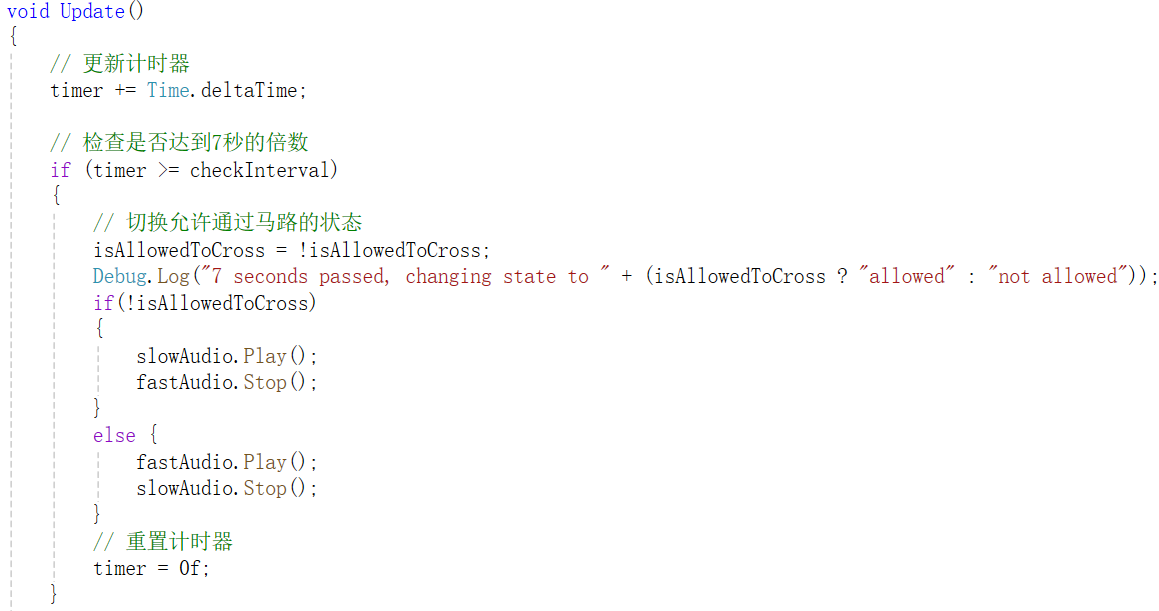 void Update()
{
// 更新计时器
timer += Time.deltaTime;
// 检查是否达到7秒的倍数
if (timer >= checkInterval)
{
// 切换允许通过马路的状态
isAllowedToCross = !isAllowedToCross;
Debug.Log("7 seconds passed, changing state to " + (isAllowedToCross ? "allowed" : "not allowed"));
if(!isAllowedToCross)
{
slowAudio.Play();
fastAudio.Stop();
}
else {
fastAudio.Play();
slowAudio.Stop();
}
// 重置计时器
timer = 0f;
}